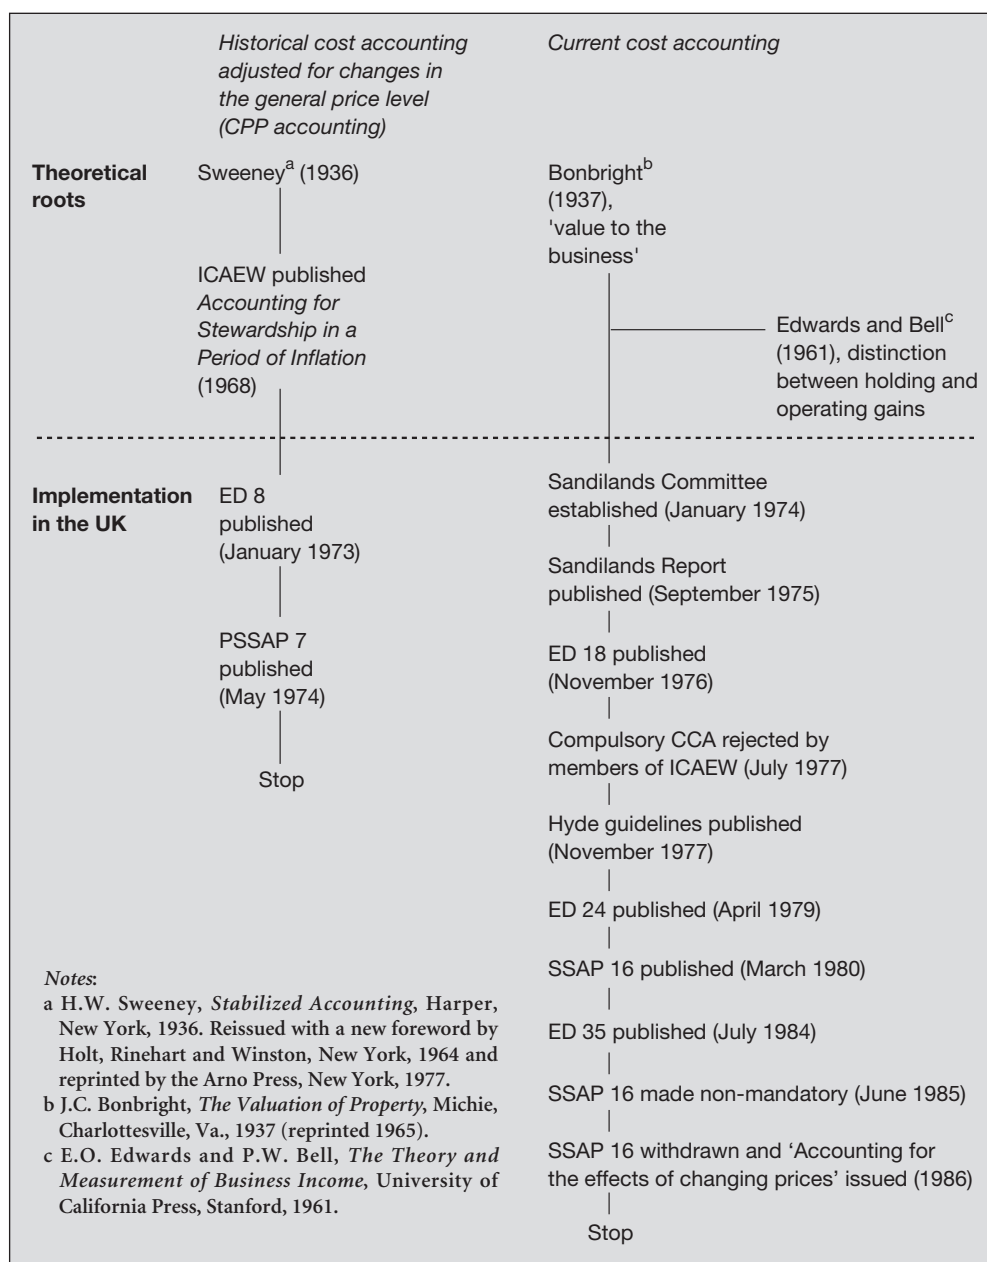 Historical cost accounting
adjusted for changes in
the general price level
(CPP accounting)
Current cost accounting
Theoretical
roots
Sweeneyᵃ (1936)
ICAEW published
Accounting for
Stewardship in a
Period of Inflation
(1968)
Bonbrightᵇ
(1937),
'value to the
business'
Edwards and Bellᶜ
(1961), distinction
between holding and
operating gains
Implementation
in the UK
ED 8
published
(January 1973)
PSSAP 7
published
(May 1974)
Stop
Sandilands Committee
established (January 1974)
Sandilands Report
published (September 1975)
ED 18 published
(November 1976)
Compulsory CCA rejected by
members of ICAEW (July 1977)
Hyde guidelines published
(November 1977)
ED 24 published (April 1979)
SSAP 16 published (March 1980)
ED 35 published (July 1984)
SSAP 16 made non-mandatory (June 1985)
SSAP 16 withdrawn and ‘Accounting for
the effects of changing prices’ issued (1986)
Stop
Notes:
a H.W. Sweeney, Stabilized Accounting, Harper,
New York, 1936. Reissued with a new foreword by
Holt, Rinehart and Winston, New York, 1964 and
reprinted by the Arno Press, New York, 1977.
b J.C. Bonbright, The Valuation of Property, Michie,
Charlottesville, Va., 1937 (reprinted 1965).
c E.O. Edwards and P.W. Bell, The Theory and
Measurement of Business Income, University of
California Press, Stanford, 1961.